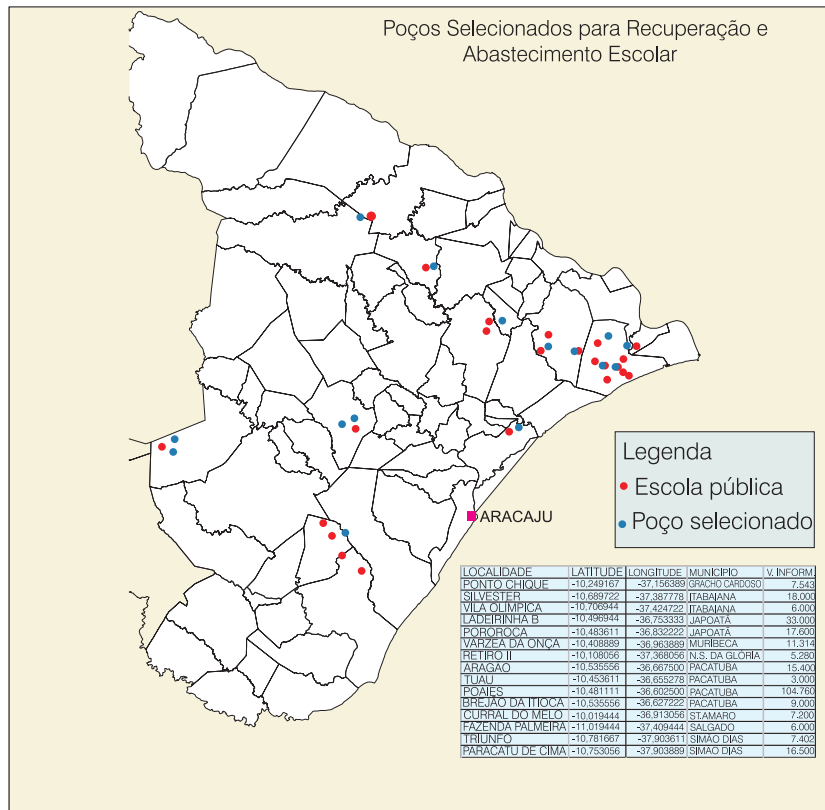 Poços Selecionados para Recuperação e
Abastecimento Escolar
Legenda
Escola pública
Poço selecionado
ARACAJU
LOCALIDADE LATITUDE LONGITUDE MUNICÍPIO V. INFORM.
PONTO CHIQUE -10,249167 -37,156389 GRACHO CARDOSO 7.543
SILVESTER -10,689722 -37,387778 ITABAIANA 18.000
VILA OLIMPICA -10,706944 -37,424722 ITABAIANA 6.000
LADEIRINHA B -10,496944 -36,753333 JAPOATÃ 33.000
POROROCA -10,483611 -36,832222 JAPOATÃ 17.600
VARZEA DA ONÇA -10,408889 -36,963889 MURIBECA 11.314
RETIRO II -10,108056 -37,368056 N.S. DA GLÓRIA 5.280
ARAGÃO -10,535556 -36,667500 PACATUBA 15.400
TUAU -10,453611 -36,655278 PACATUBA 3.000
POAIES -10,481111 -36,602500 PACATUBA 104.760
BREJÃO DA ITIOCA -10,535556 -36,627222 PACATUBA 9.000
CURRAL DO MELO -10,019444 -36,913056 ST.AMARO 7.200
FAZENDA PALMEIRA -11,019444 -37,409444 SALGADO 6.000
TRIUNFO -10,781667 -37,903611 SIMÃO DIAS 7.402
PARACATU DE CIMA -10,753056 -37,903889 SIMAO DIAS 16.500